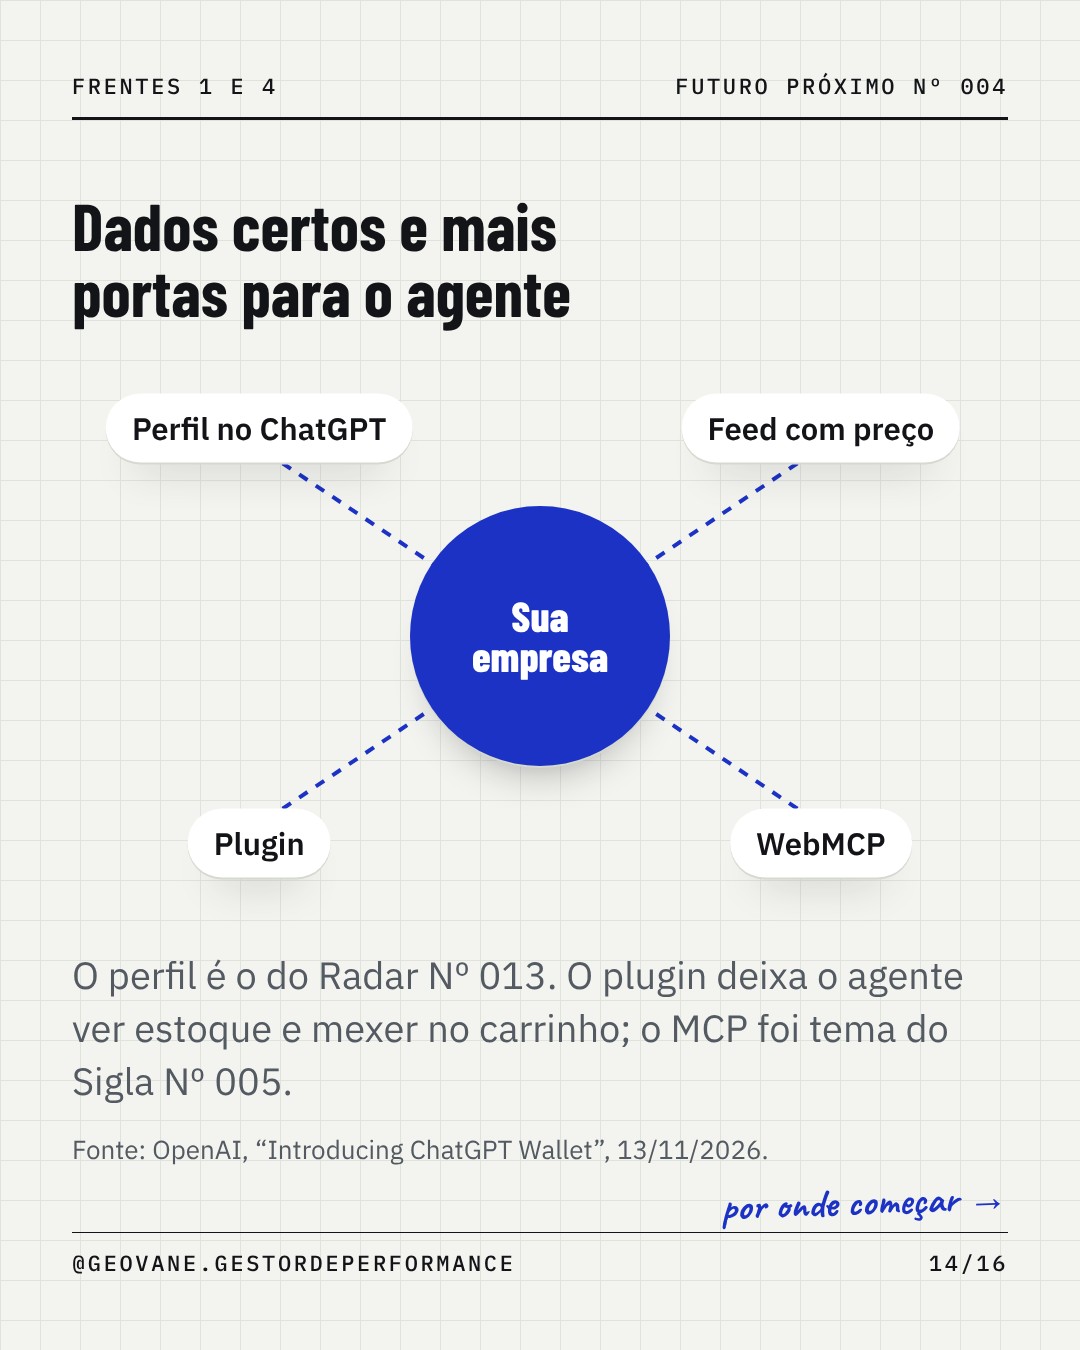 FRENTES 1 E 4
FUTURO PRÓXIMO Nº 004
Dados certos e mais
portas para o agente
Perfil no ChatGPT
Feed com preço
Sua
empresa
Plugin
WebMCP
O perfil é o do Radar Nº 013. O plugin deixa o agente
ver estoque e mexer no carrinho; o MCP foi tema do
Sigla Nº 005.
Fonte: OpenAI, “Introducing ChatGPT Wallet”, 13/11/2026.
por onde começar →
@GEOVANE.GESTORDEPERFORMANCE
14/16